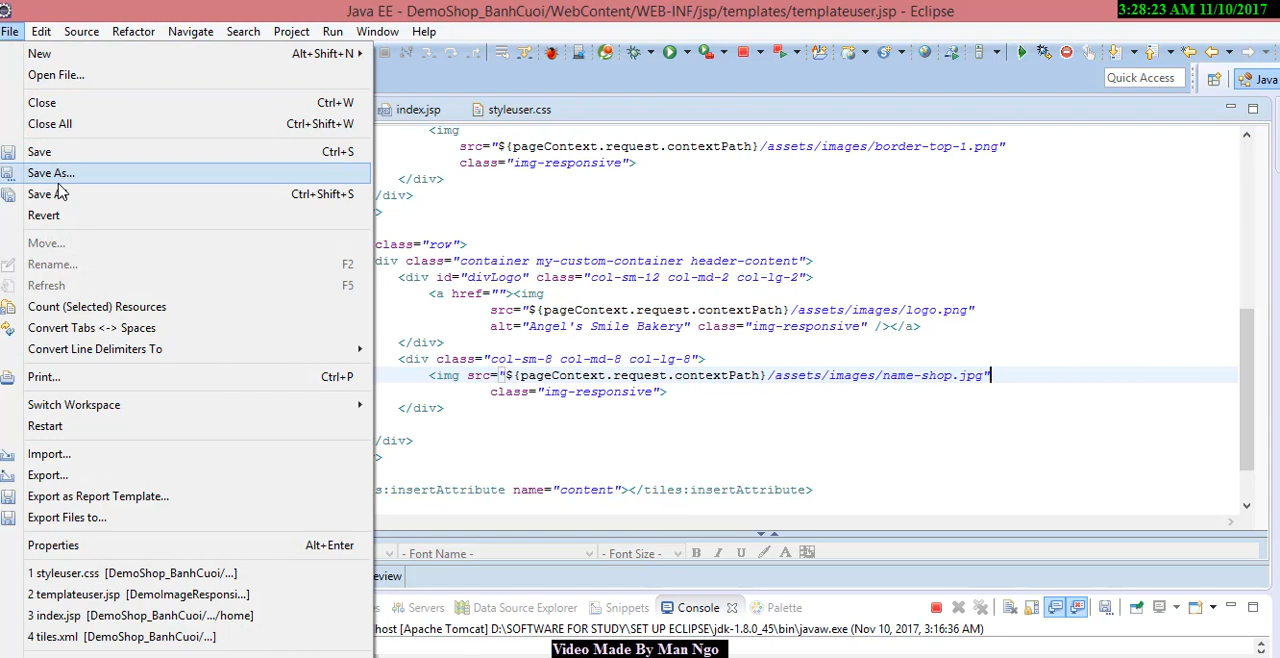 Java EE - DemoShop_BanhCuoi/WebContent/WEB-INF/jsp/templates/templateuser.jsp - Eclipse
3:28:23 AM 11/10/2017
File Edit Source Refactor Navigate Search Project Run Window Help
New Alt+Shift+N
Open File...
Close Ctrl+W
Close All Ctrl+Shift+W
Save Ctrl+S
Save As...
Save Ctrl+Shift+S
Revert
Move...
Rename... F2
Refresh F5
Count (Selected) Resources
Convert Tabs <-> Spaces
Convert Line Delimiters To
Print... Ctrl+P
Switch Workspace
Restart
Import...
Export...
Export as Report Template...
Export Files to...
Properties Alt+Enter
1 styleuser.css [DemoShop_BanhCuoi/...]
2 templateuser.jsp [DemoImageResponsi...]
3 index.jsp [DemoShop_BanhCuoi/.../home]
4 tiles.xml [DemoShop_BanhCuoi/...]
Quick Access
Java
index.jsp styleuser.css
<img
src="${pageContext.request.contextPath}/assets/images/border-top-1.png"
class="img-responsive">
</div>
/div>
>
class="row">
div class="container my-custom-container header-content">
<div id="divLogo" class="col-sm-12 col-md-2 col-lg-2">
<a href=""><img
src="${pageContext.request.contextPath}/assets/images/logo.png"
alt="Angel's Smile Bakery" class="img-responsive" /></a>
</div>
<div class="col-sm-8 col-md-8 col-lg-8">
<img src="${pageContext.request.contextPath}/assets/images/name-shop.jpg"
class="img-responsive">
</div>
/div>
>
s:insertAttribute name="content"></tiles:insertAttribute>
- Font Name - - Font Size - B I U A
review
s Servers Data Source Explorer Snippets Console Palette
host [Apache Tomcat] D:\SOFTWARE FOR STUDY\SET UP ECLIPSE\jdk-1.8.0_45\bin\javaw.exe (Nov 10, 2017, 3:16:36 AM)
Video Made By Man Ngo